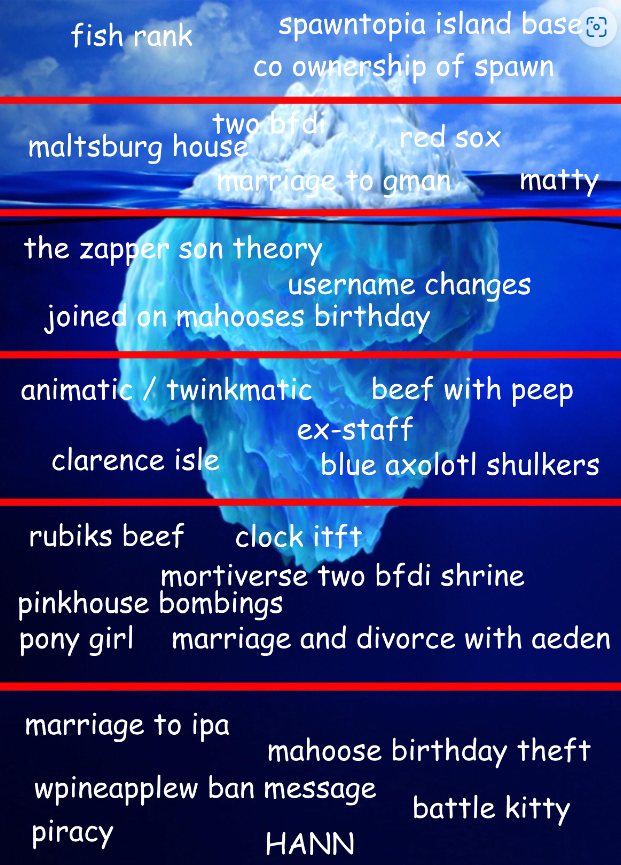 fish rank
spawntopia island base
co ownership of spawn
two bfdi
maltsburg house
red sox
marriage to gman
matty
the zapper son theory
username changes
joined on mahooses birthday
animatic / twinkmatic
beef with peep
ex-staff
clarence isle
blue axolotl shulkers
rubiks beef
clock itft
mortiverse two bfdi shrine
pinkhouse bombings
pony girl
marriage and divorce with aeden
marriage to ipa
mahoose birthday theft
wpineapplew ban message
battle kitty
piracy
HANN